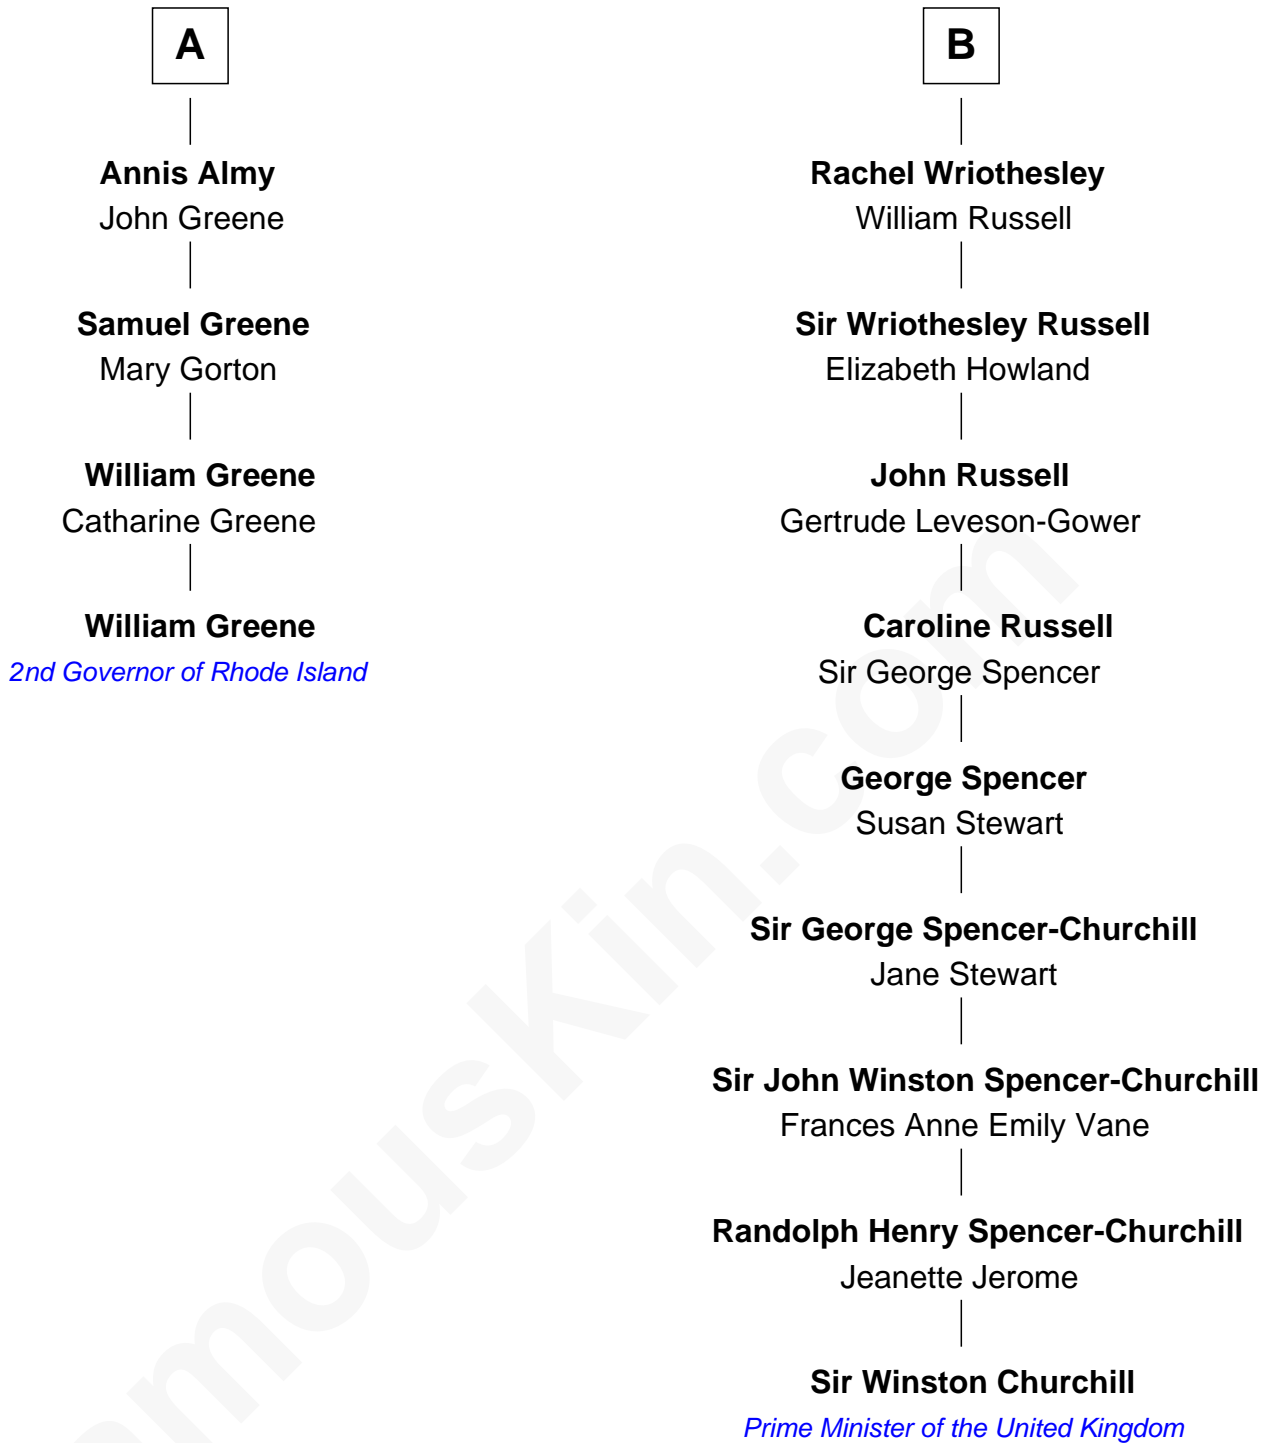 A
Annis Almy
John Greene
Samuel Greene
Mary Gorton
William Greene
Catharine Greene
William Greene
2nd Governor of Rhode Island
B
Rachel Wriothesley
William Russell
Sir Wriothesley Russell
Elizabeth Howland
John Russell
Gertrude Leveson-Gower
Caroline Russell
Sir George Spencer
George Spencer
Susan Stewart
Sir George Spencer-Churchill
Jane Stewart
Sir John Winston Spencer-Churchill
Frances Anne Emily Vane
Randolph Henry Spencer-Churchill
Jeanette Jerome
Sir Winston Churchill
Prime Minister of the United Kingdom
amousKin.com